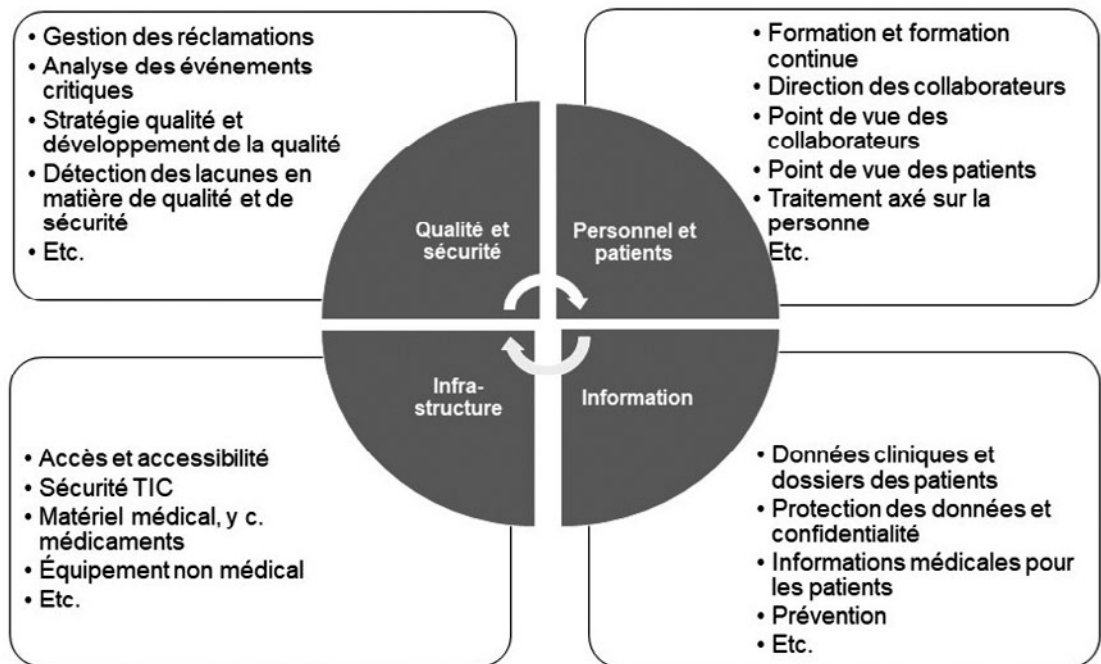 • Gestion des réclamations
• Analyse des événements
critiques
• Stratégie qualité et
développement de la qualité
• Détection des lacunes en
matière de qualité et de
sécurité
• Etc.
• Formation et formation
continue
• Direction des collaborateurs
• Point de vue des
collaborateurs
• Point de vue des patients
• Traitement axé sur la
personne
Etc.
Qualité et
sécurité
Personnel et
patients
Infra-
structure
Information
• Accès et accessibilité
• Sécurité TIC
• Matériel médical, y c.
médicaments
• Équipement non médical
• Etc.
• Données cliniques et
dossiers des patients
• Protection des données et
confidentialité
• Informations médicales pour
les patients
• Prévention
• Etc.